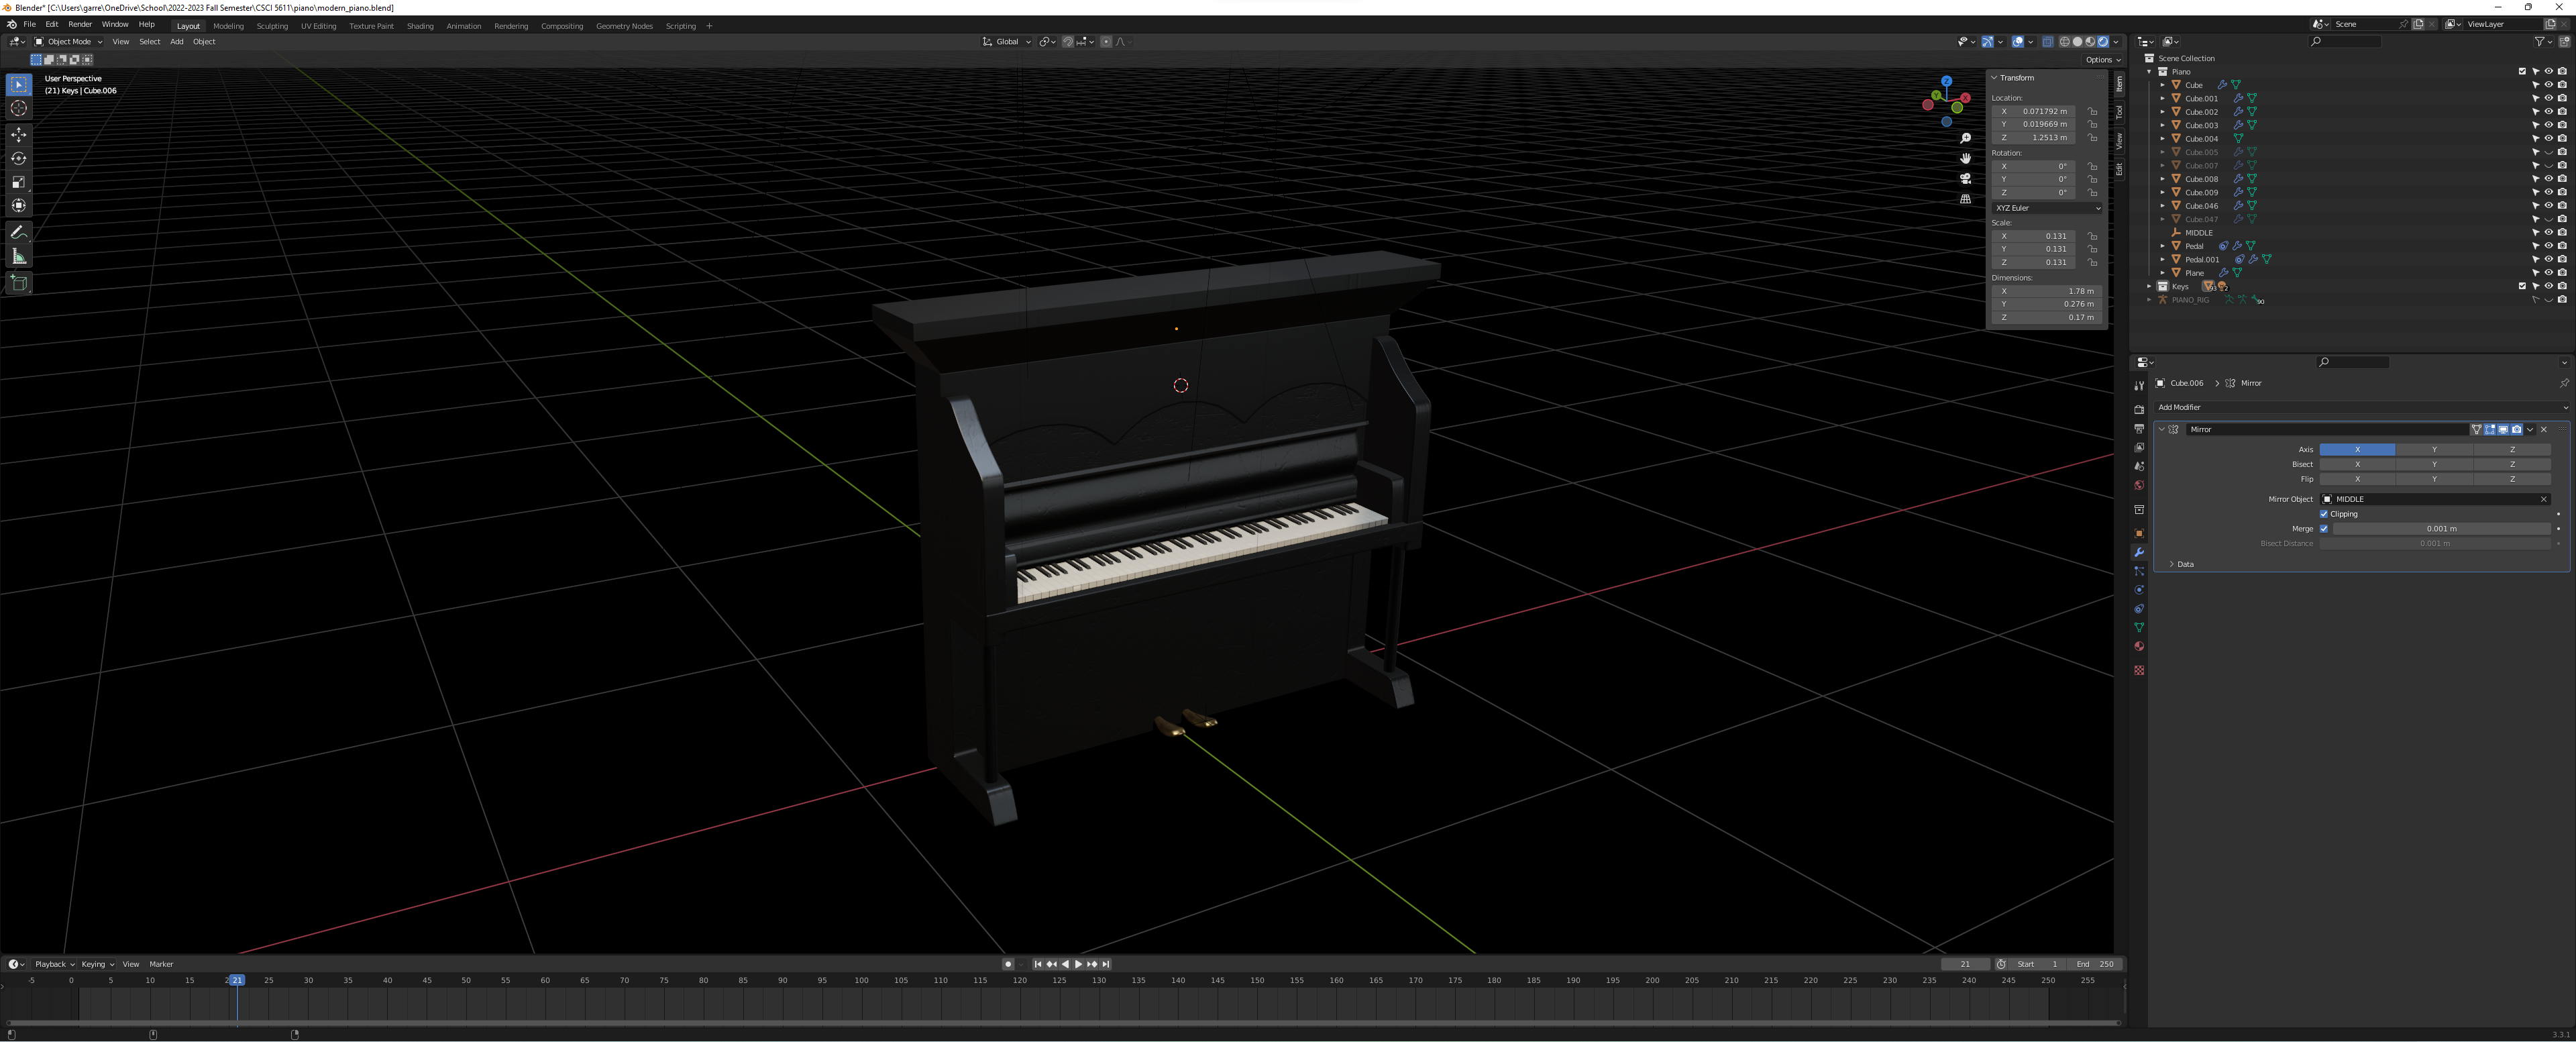 Blender* [C:\Users\garre\OneDrive\School\2022-2023 Fall Semester\CSCI 5611\piano\modern_piano.blend]
File Edit Render Window Help Layout Modeling Sculpting UV Editing Texture Paint Shading Animation Rendering Compositing Geometry Nodes Scripting + Scene ViewLayer
Object Mode View Select Add Object Global
Options
User Perspective
(21) Keys | Cube.006
Z
Y
X
Transform
Location:
X 0.071792 m
Y 0.019669 m
Z 1.2513 m
Rotation:
X 0°
Y 0°
Z 0°
XYZ Euler
Scale:
X 0.131
Y 0.131
Z 0.131
Dimensions:
X 1.78 m
Y 0.276 m
Z 0.17 m
Item
Tool
View
Edit
Scene Collection
Piano
Cube
Cube.001
Cube.002
Cube.003
Cube.004
Cube.005
Cube.007
Cube.008
Cube.009
Cube.046
Cube.047
MIDDLE
Pedal
Pedal.001
Plane
Keys
PIANO_RIG 90
Cube.006 > Mirror
Add Modifier
Mirror
Axis X Y Z
Bisect X Y Z
Flip X Y Z
Mirror Object MIDDLE
Clipping
Merge 0.001 m
Bisect Distance 0.001 m
Data
Playback Keying View Marker 21 Start 1 End 250
-5 0 5 10 15 21 25 30 35 40 45 50 55 60 65 70 75 80 85 90 95 100 105 110 115 120 125 130 135 140 145 150 155 160 165 170 175 180 185 190 195 200 205 210 215 220 225 230 235 240 245 250 255
3.3.1